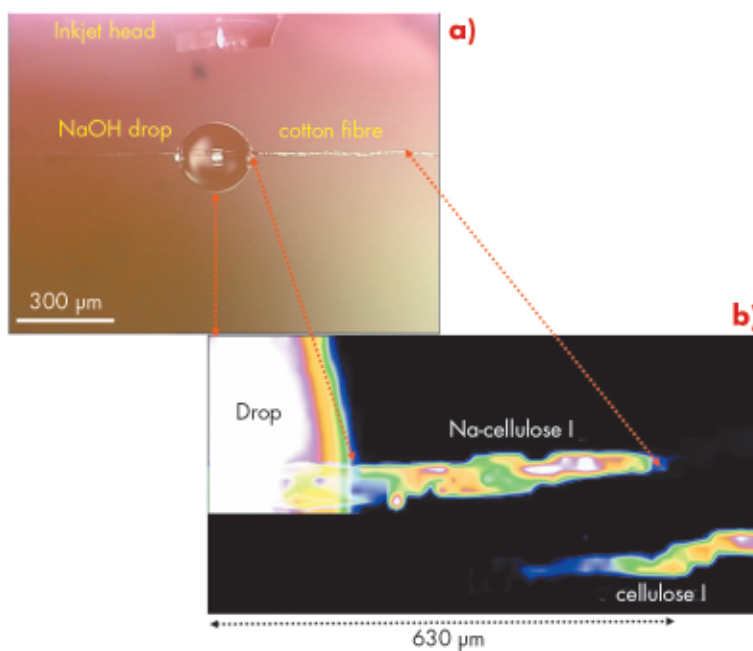 Inkjet head
a)
NaOH drop
cotton fibre
300 µm
b)
Drop
Na-cellulose I
cellulose I
630 µm